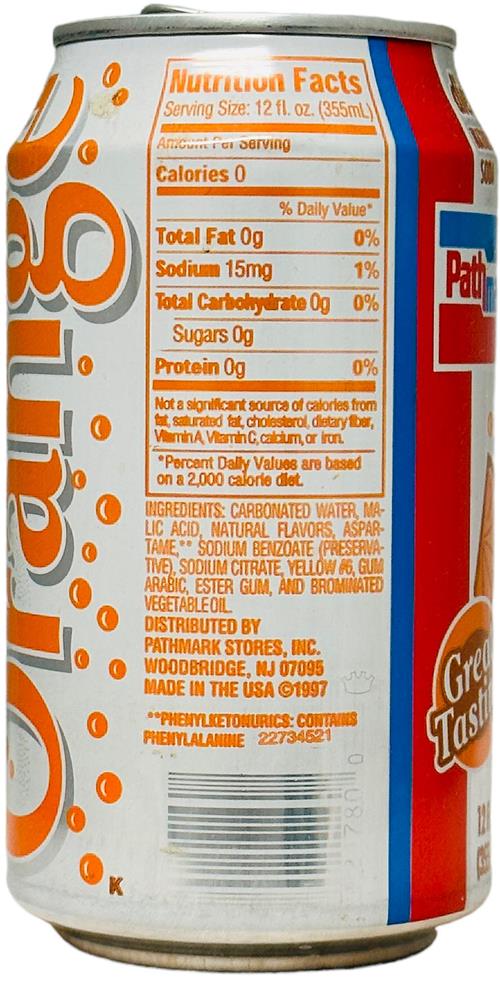 Orange
Nutrition Facts
Serving Size: 12 fl. oz. (355mL)
Amount Per Serving
Calories 0
% Daily Value*
Total Fat 0g 0%
Sodium 15mg 1%
Total Carbohydrate 0g 0%
Sugars 0g
Protein 0g 0%
Not a significant source of calories from
fat, saturated fat, cholesterol, dietary fiber,
Vitamin A, Vitamin C, calcium, or iron.
*Percent Daily Values are based
on a 2,000 calorie diet.
INGREDIENTS: CARBONATED WATER, MA-
LIC ACID, NATURAL FLAVORS, ASPAR-
TAME,** SODIUM BENZOATE (PRESERVA-
TIVE), SODIUM CITRATE, YELLOW #6, GUM
ARABIC, ESTER GUM, AND BROMINATED
VEGETABLE OIL.
DISTRIBUTED BY
PATHMARK STORES, INC.
WOODBRIDGE, NJ 07095
MADE IN THE USA ©1997
**PHENYLKETONURICS: CONTAINS
PHENYLALANINE 22734521
K
Path
Grea
Tasti
12